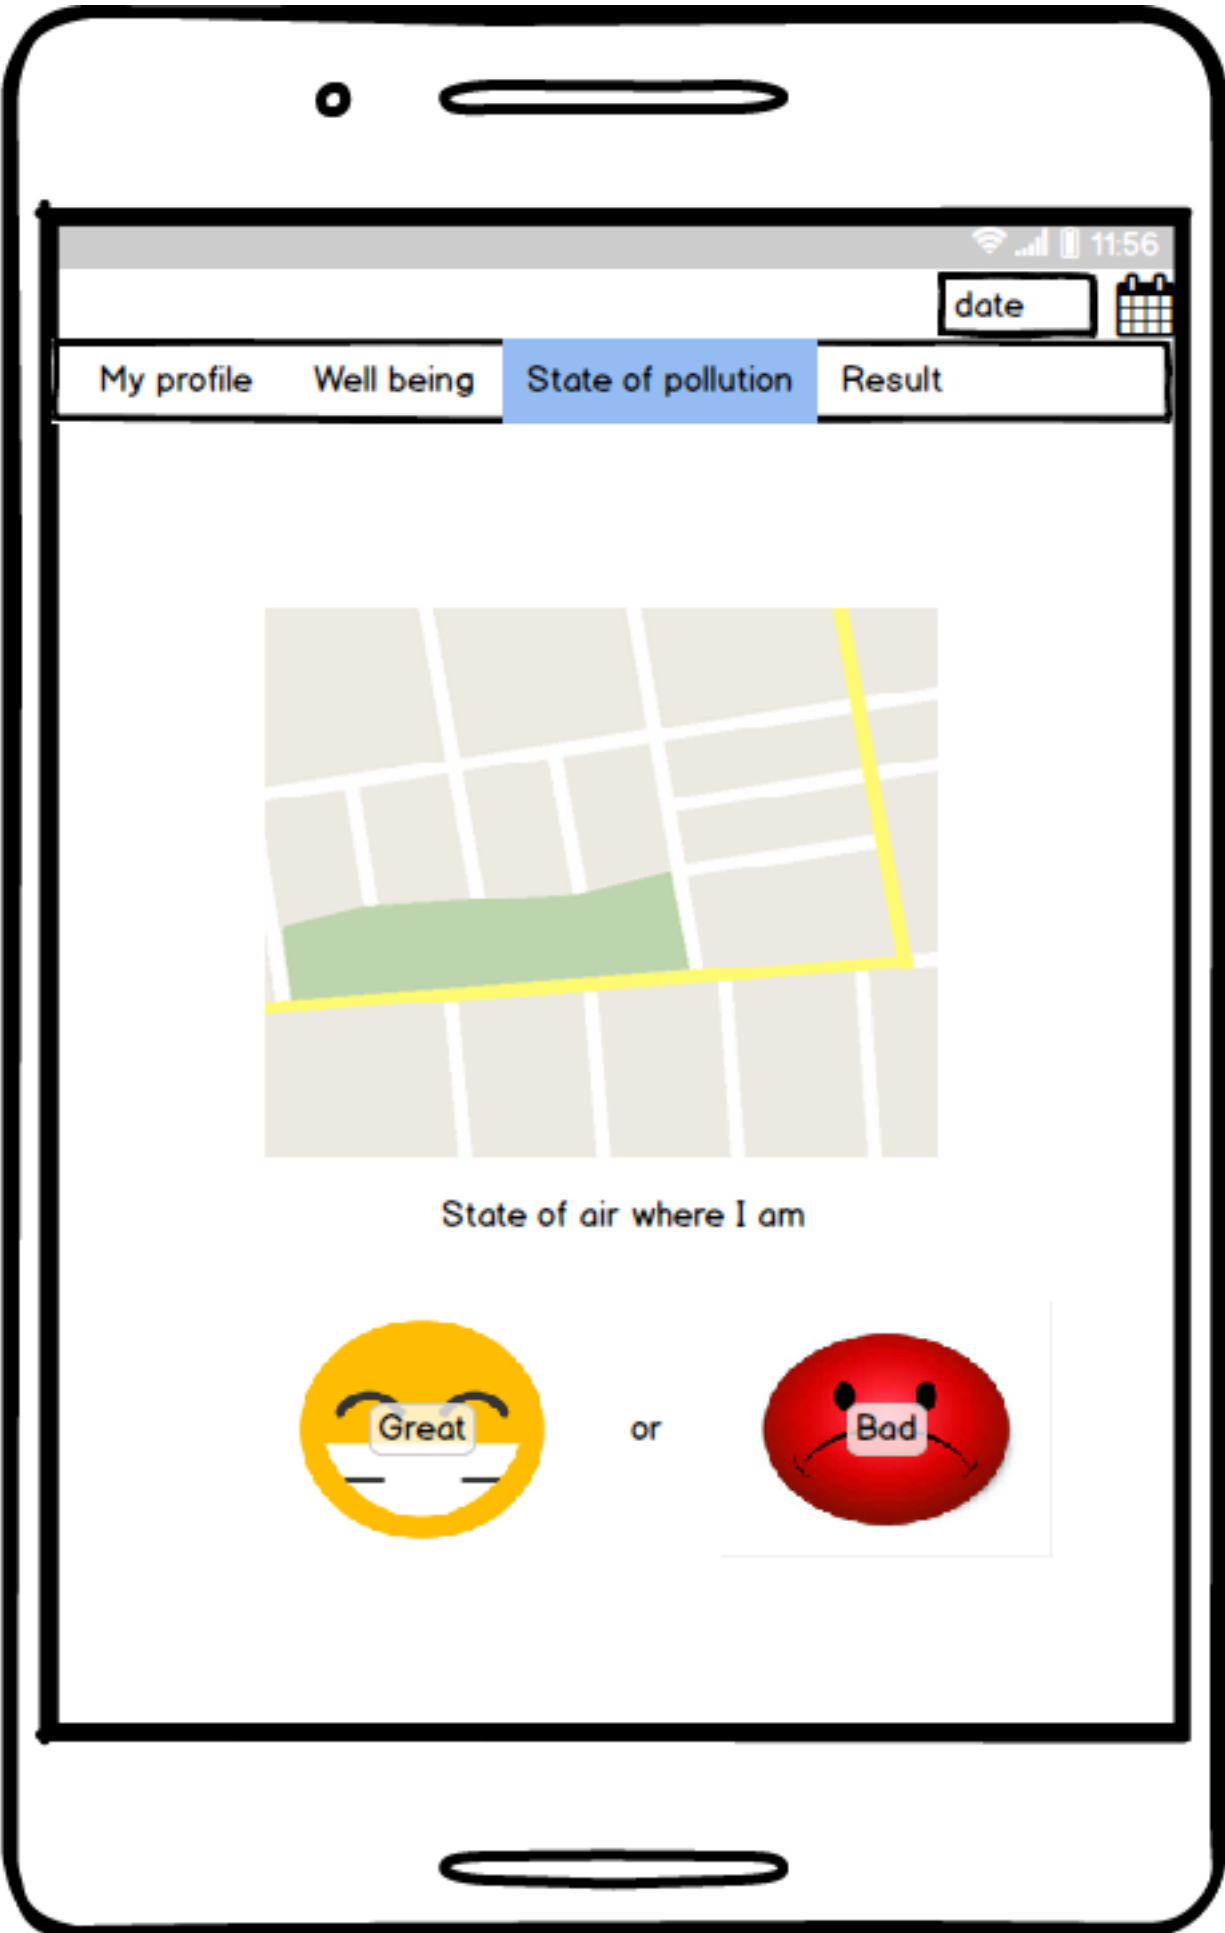 11:56
date
My profile Well being State of pollution Result
State of air where I am
Great or Bad